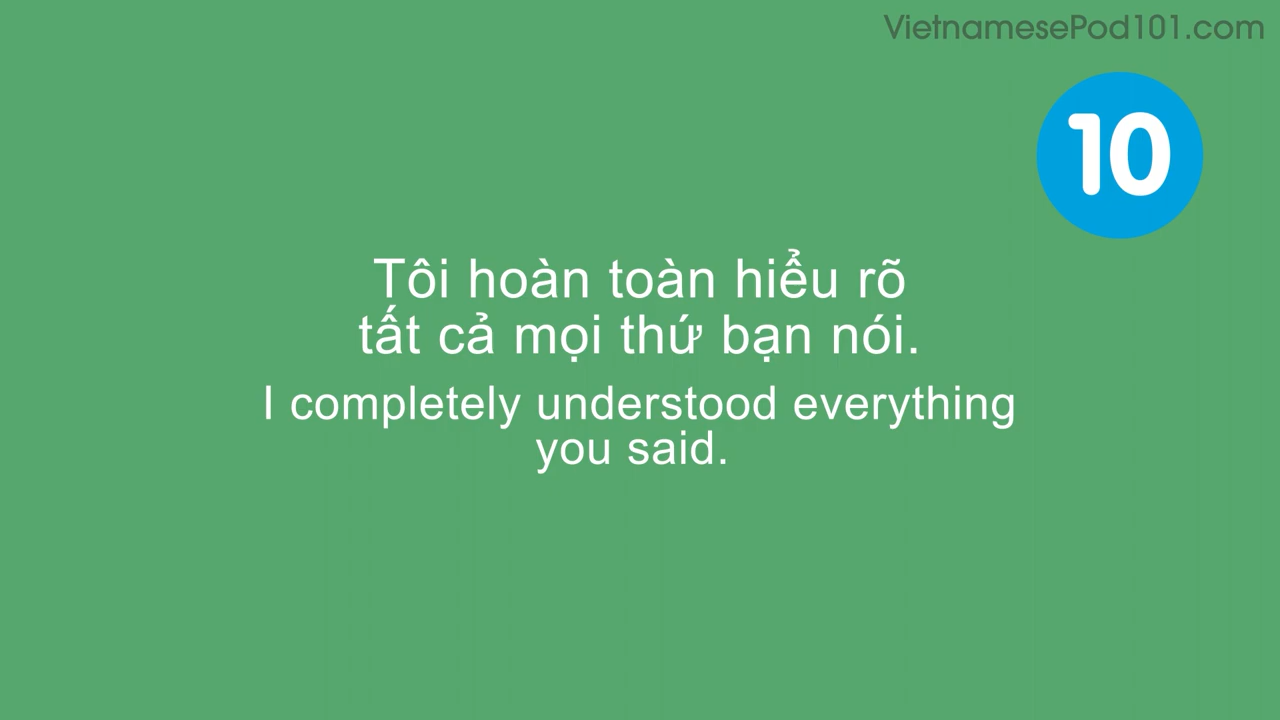 VietnamesePod101.com
10
Tôi hoàn toàn hiểu rõ
tất cả mọi thứ bạn nói.
I completely understood everything
you said.